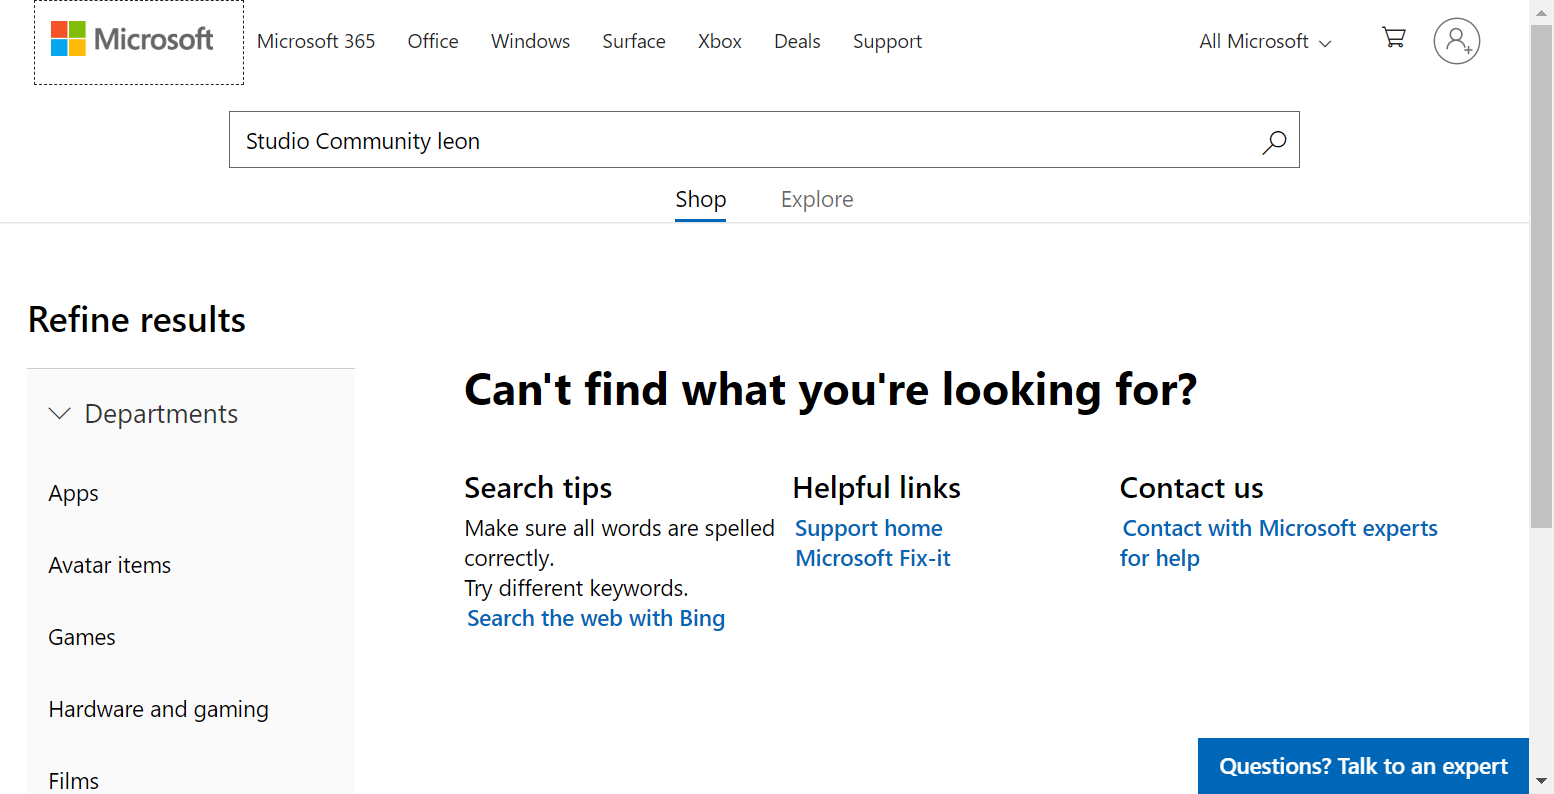 Microsoft
Microsoft 365 Office Windows Surface Xbox Deals Support All Microsoft
Studio Community leon
Shop Explore
Refine results
Departments
Apps
Avatar items
Games
Hardware and gaming
Films
Can't find what you're looking for?
Search tips
Make sure all words are spelled
correctly.
Try different keywords.
Search the web with Bing
Helpful links
Support home
Microsoft Fix-it
Contact us
Contact with Microsoft experts
for help
Questions? Talk to an expert